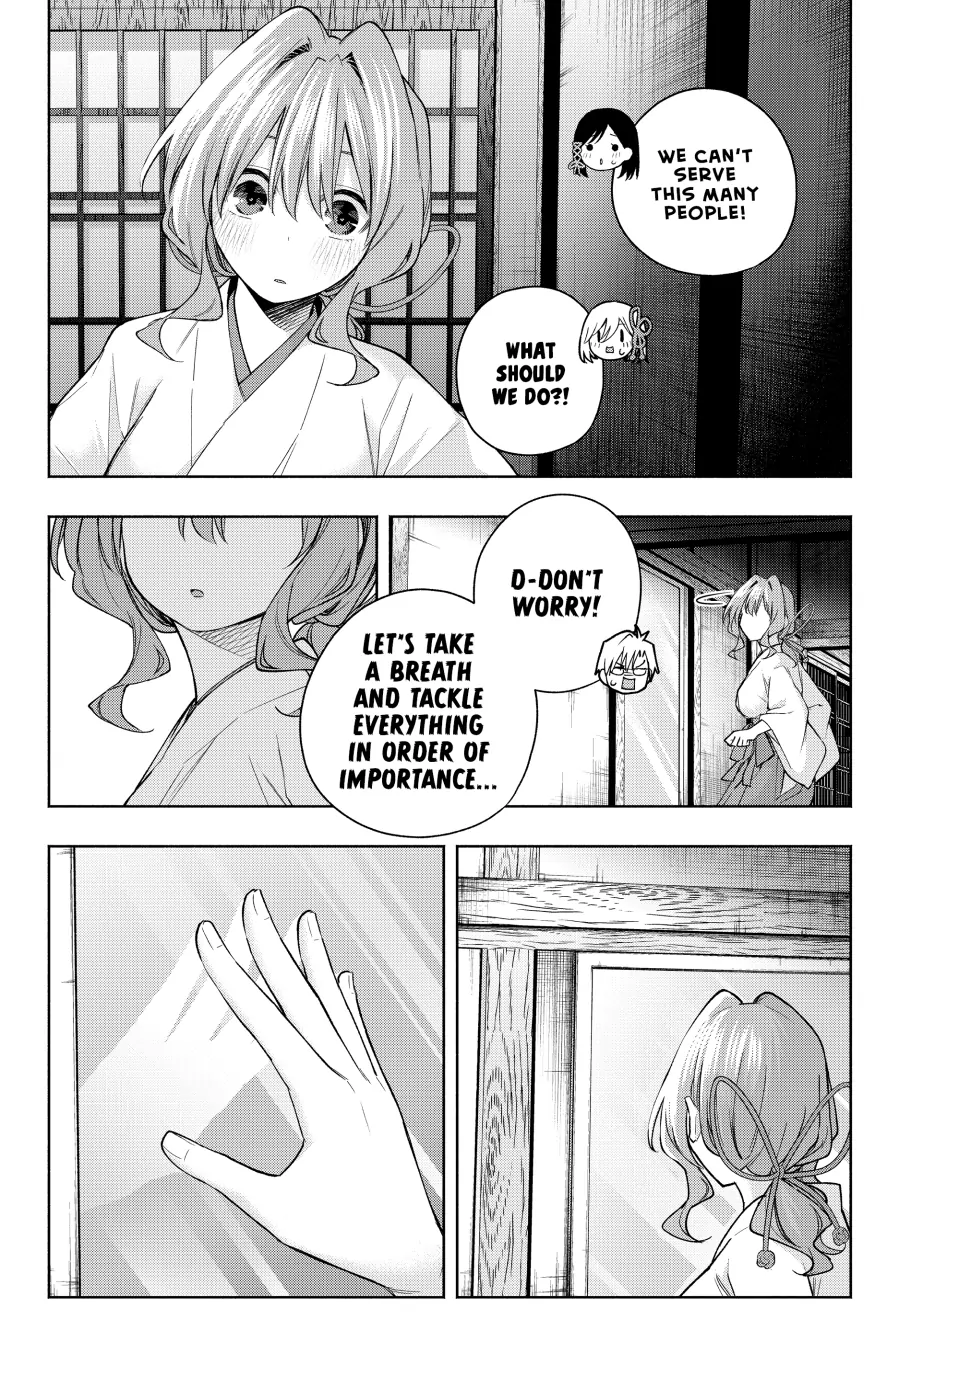 WE CAN'T
SERVE
THIS MANY
PEOPLE!
WHAT
SHOULD
WE DO?!
D-DON'T
WORRY!
LET'S TAKE
A BREATH
AND TACKLE
EVERYTHING
IN ORDER OF
IMPORTANCE...